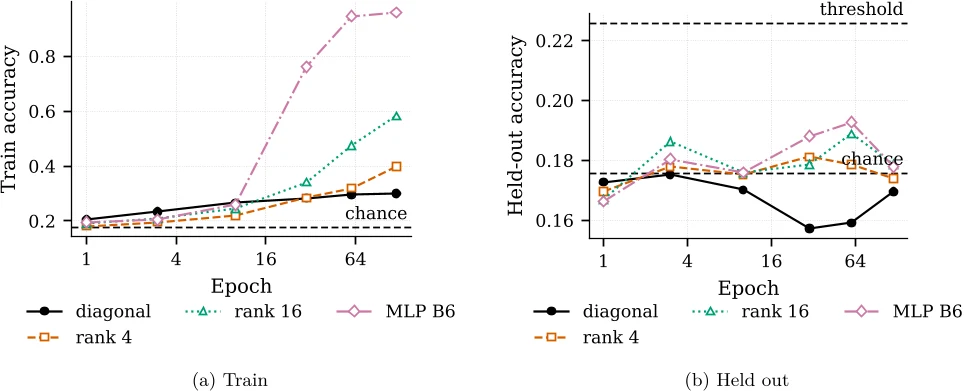 Train accuracy
0.8
0.6
0.4
0.2
chance
1 4 16 64
Epoch
diagonal rank 16 MLP B6
rank 4
(a) Train
Held-out accuracy
threshold
0.22
0.20
0.18
0.16
chance
1 4 16 64
Epoch
diagonal rank 16 MLP B6
rank 4
(b) Held out